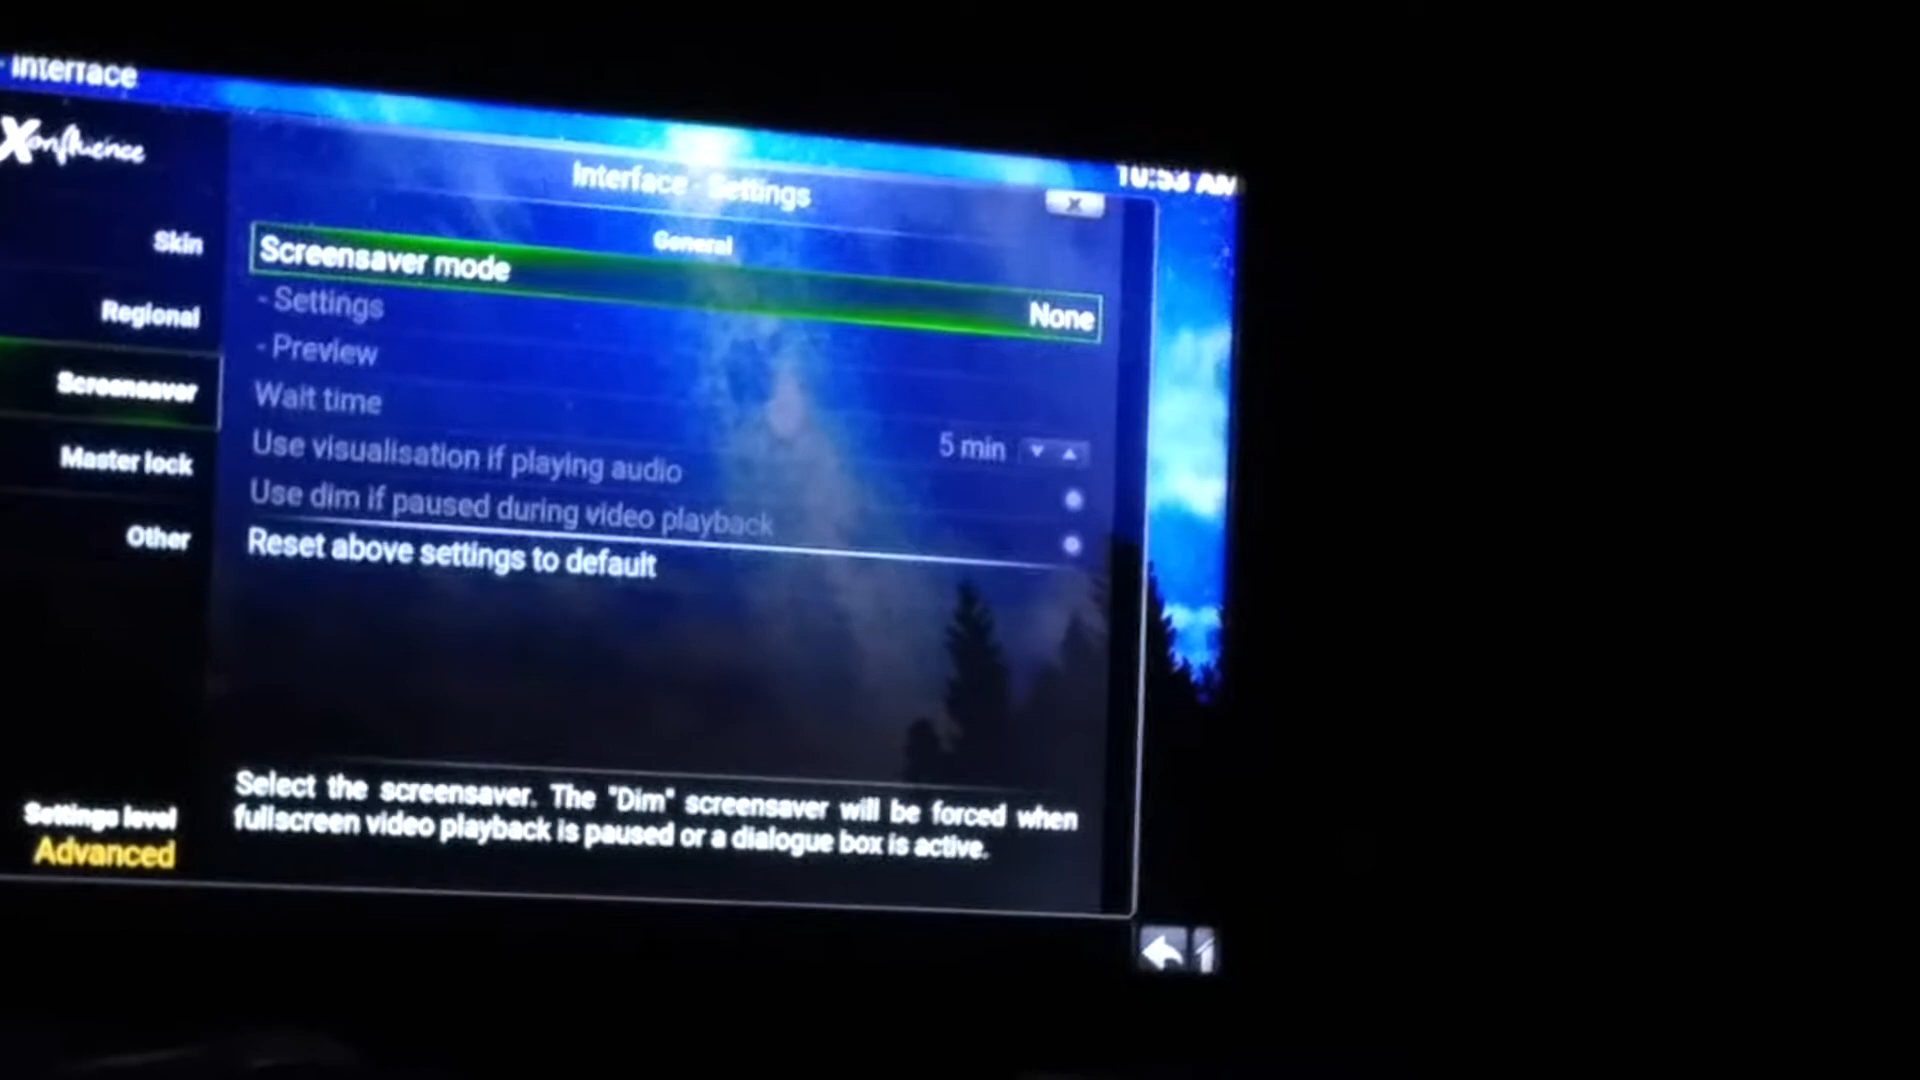 - Interface
Xonfluence
10:53 AM
Interface - Settings
x
General
Skin
Regional
Screensaver
Master lock
Other
Screensaver mode
None
- Settings
- Preview
Wait time
5 min
Use visualisation if playing audio
Use dim if paused during video playback
Reset above settings to default
Select the screensaver. The "Dim" screensaver will be forced when
fullscreen video playback is paused or a dialogue box is active.
Settings level
Advanced